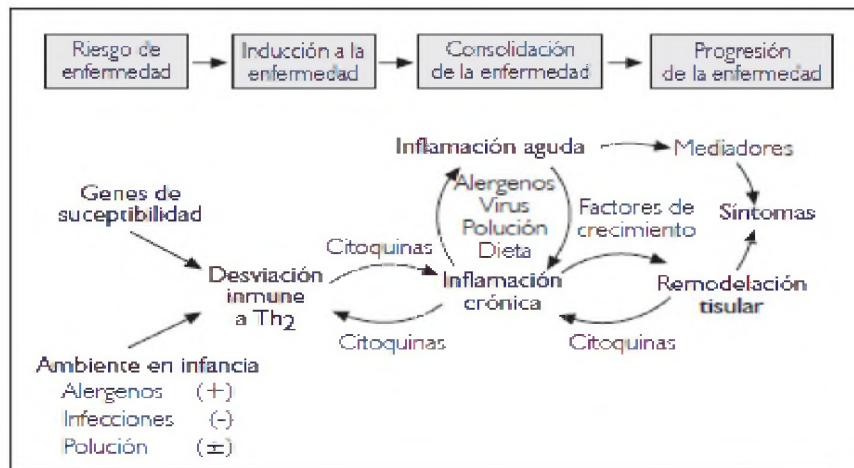 Riesgo de
enfermedad
Inducción a la
enfermedad
Consolidación
de la enfermedad
Progresión
de la enfermedad
Inflamación aguda
Mediadores
Alergenos
Virus
Polución
Dieta
Genes de
suceptibilidad
Factores de
crecimiento
Síntomas
Citoquinas
Desviación
inmune
a Th2
Inflamación
crónica
Remodelación
tisular
Citoquinas
Citoquinas
Ambiente en infancia
Alergenos (+)
Infecciones (-)
Polución (±)